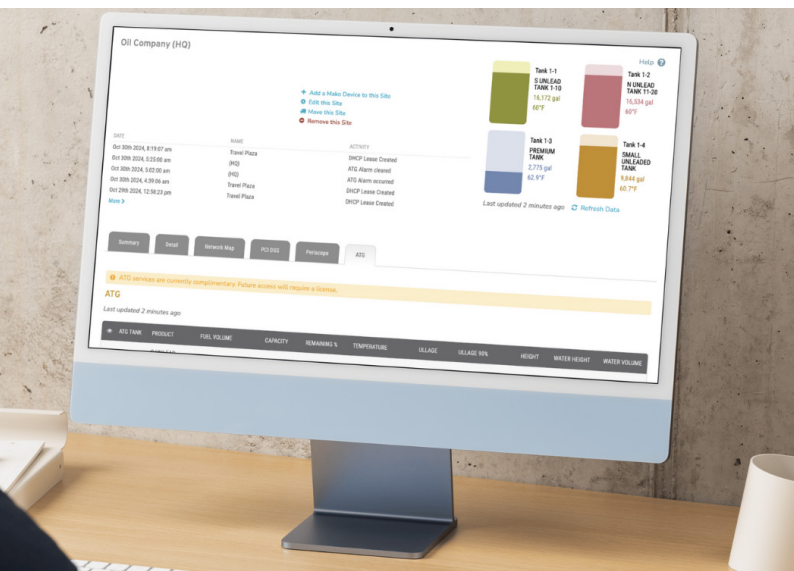 Oil Company (HQ)
Help
+ Add a Mako Device to this Site
Edit this Site
Move this Site
Remove this Site
Tank 1-1
S UNLEAD
TANK 1-10
16,172 gal
60°F
Tank 1-2
N UNLEAD
TANK 11-20
16,534 gal
60°F
Tank 1-3
PREMIUM
TANK
2,775 gal
62.9°F
Tank 1-4
SMALL
UNLEADED
TANK
9,844 gal
60.7°F
Last updated 2 minutes ago Refresh Data
DATE NAME ACTIVITY
Oct 30th 2024, 8:19:07 am Travel Plaza DHCP Lease Created
Oct 30th 2024, 5:25:00 am (HQ) ATG Alarm cleared
Oct 30th 2024, 5:02:00 am (HQ) ATG Alarm occurred
Oct 30th 2024, 4:39:06 am Travel Plaza DHCP Lease Created
Oct 29th 2024, 12:58:23 pm Travel Plaza DHCP Lease Created
More >
Summary Detail Network Map PCI DSS Periscope ATG
ATG services are currently complimentary. Future access will require a license.
ATG
Last updated 2 minutes ago
ATG TANK PRODUCT FUEL VOLUME CAPACITY REMAINING % TEMPERATURE ULLAGE ULLAGE 90% HEIGHT WATER HEIGHT WATER VOLUME